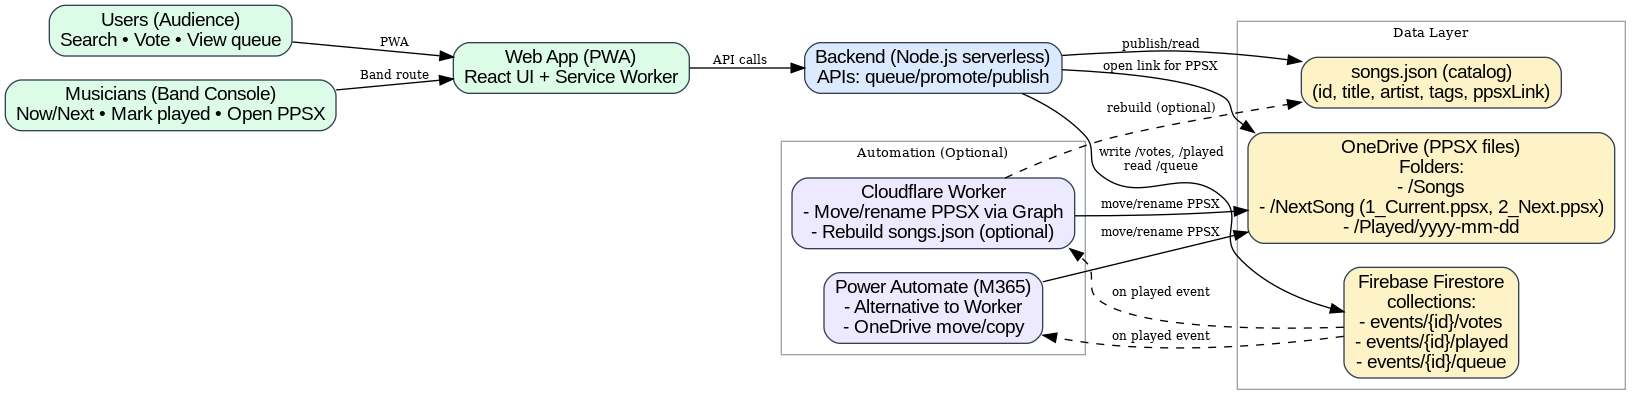 Users (Audience)
Search • Vote • View queue
Musicians (Band Console)
Now/Next • Mark played • Open PPSX
PWA
Band route
Web App (PWA)
React UI + Service Worker
API calls
Backend (Node.js serverless)
APIs: queue/promote/publish
publish/read
open link for PPSX
rebuild (optional)
write /votes, /played
read /queue
Automation (Optional)
Cloudflare Worker
- Move/rename PPSX via Graph
- Rebuild songs.json (optional)
Power Automate (M365)
- Alternative to Worker
- OneDrive move/copy
move/rename PPSX
move/rename PPSX
on played event
on played event
Data Layer
songs.json (catalog)
(id, title, artist, tags, ppsxLink)
OneDrive (PPSX files)
Folders:
- /Songs
- /NextSong (1_Current.ppsx, 2_Next.ppsx)
- /Played/yyyy-mm-dd
Firebase Firestore
collections:
- events/{id}/votes
- events/{id}/played
- events/{id}/queue